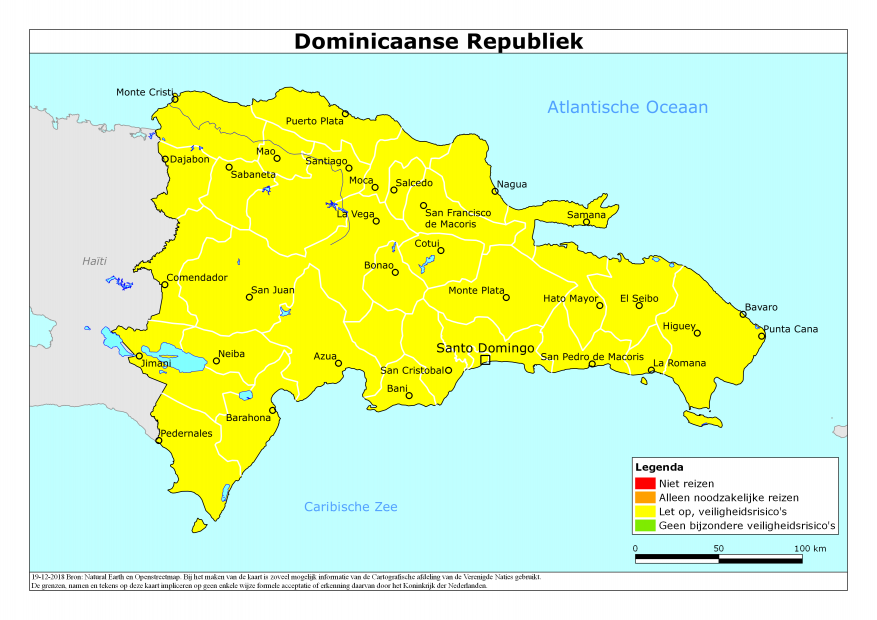 Dominicaanse Republiek
Monte Cristi
Atlantische Oceaan
Puerto Plata
Dajabon
Mao
Santiago
Sabaneta
Moca
Salcedo
Nagua
La Vega
San Francisco
de Macoris
Samana
Cotui
Haïti
Bonao
Comendador
San Juan
Monte Plata
Hato Mayor
El Seibo
Bavaro
Higuey
Punta Cana
Santo Domingo
Neiba
Azua
San Pedro de Macoris
Jimani
San Cristobal
La Romana
Bani
Barahona
Pedernales
Caribische Zee
Legenda
Niet reizen
Alleen noodzakelijke reizen
Let op, veiligheidsrisico's
Geen bijzondere veiligheidsrisico's
0 50 100 km
19-12-2018 Bron: Natural Earth en Openstreetmap. Bij het maken van de kaart is zoveel mogelijk informatie van de Cartografische afdeling van de Verenigde Naties gebruikt.
De grenzen, namen en tekens op deze kaart impliceren op geen enkele wijze formele acceptatie of erkenning daarvan door het Koninkrijk der Nederlanden.